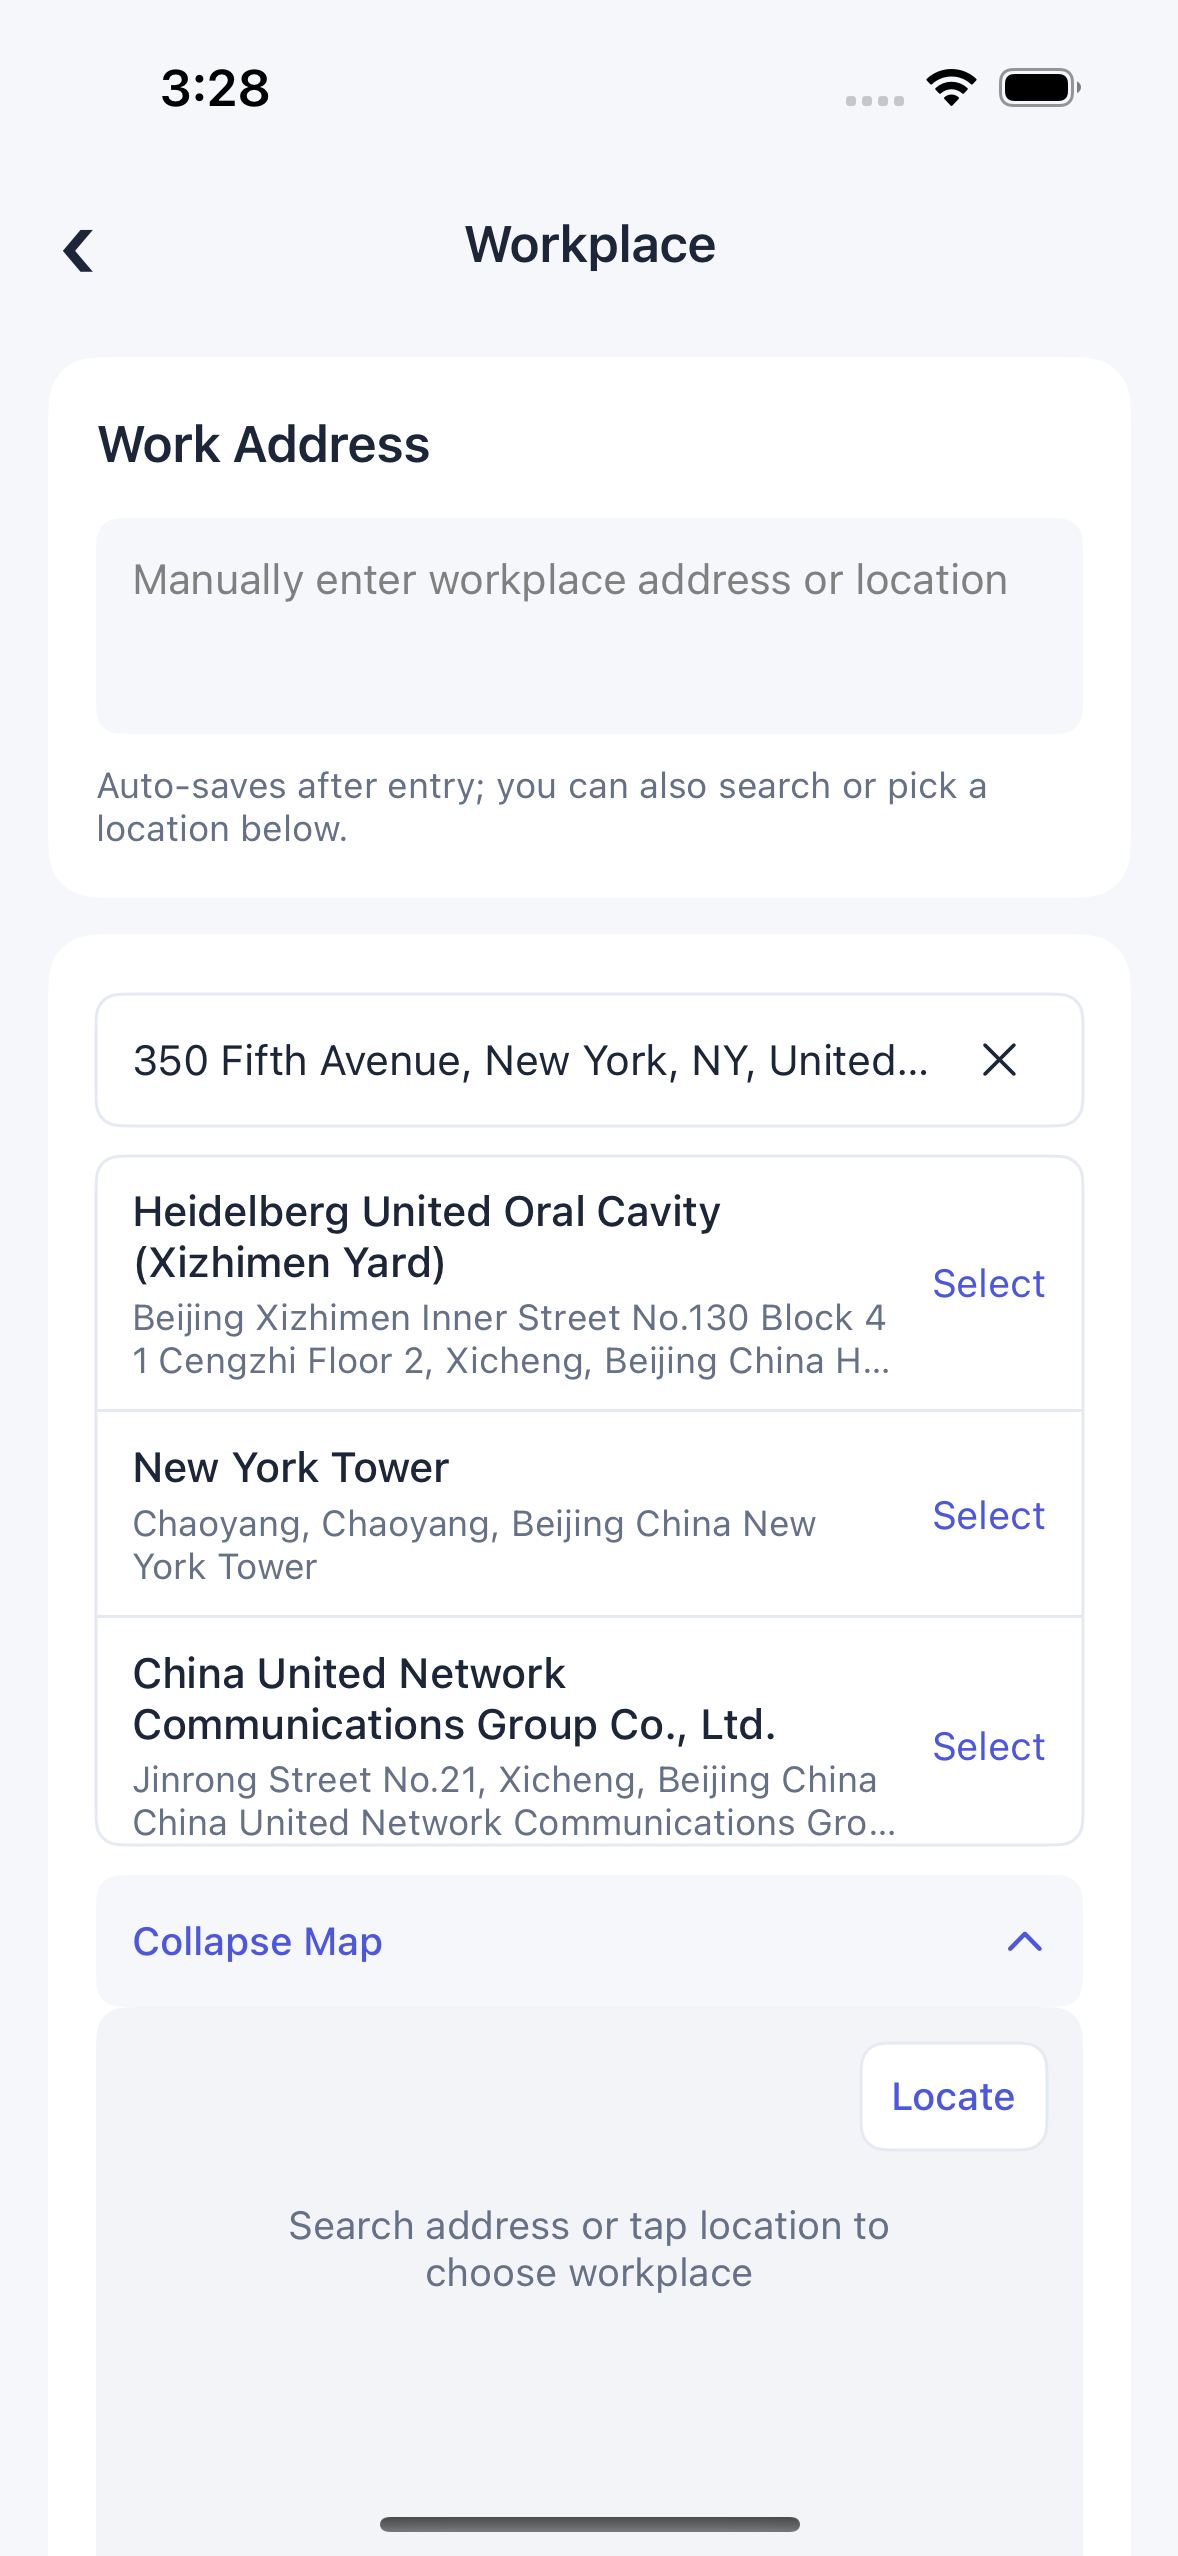 3:28
Workplace
Work Address
Manually enter workplace address or location
Auto-saves after entry; you can also search or pick a
location below.
350 Fifth Avenue, New York, NY, United...
Heidelberg United Oral Cavity
(Xizhimen Yard)
Select
Beijing Xizhimen Inner Street No.130 Block 4
1 Cengzhi Floor 2, Xicheng, Beijing China H...
New York Tower
Select
Chaoyang, Chaoyang, Beijing China New
York Tower
China United Network
Communications Group Co., Ltd.
Select
Jinrong Street No.21, Xicheng, Beijing China
China United Network Communications Gro...
Collapse Map
Locate
Search address or tap location to
choose workplace